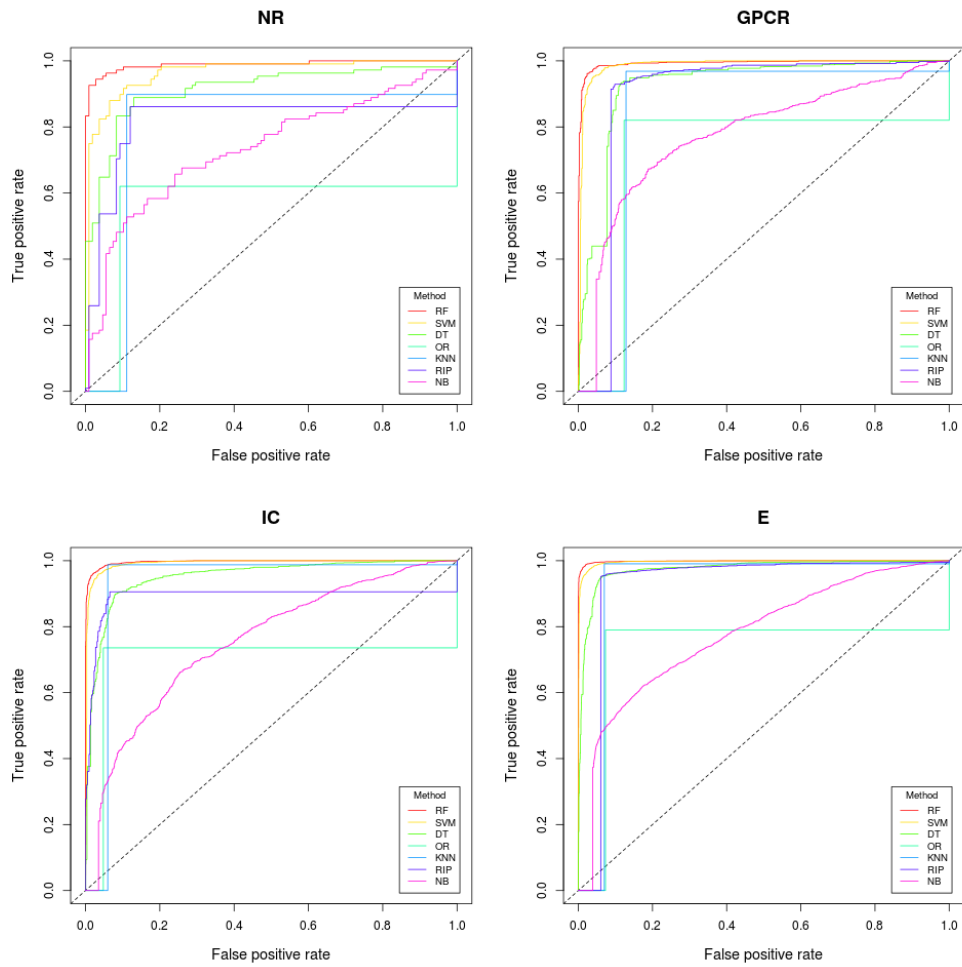 NR
True positive rate
1.0
0.8
0.6
0.4
0.2
0.0
Method
RF
SVM
DT
OR
KNN
RIP
NB
0.0 0.2 0.4 0.6 0.8 1.0
False positive rate
GPCR
True positive rate
1.0
0.8
0.6
0.4
0.2
0.0
Method
RF
SVM
DT
OR
KNN
RIP
NB
0.0 0.2 0.4 0.6 0.8 1.0
False positive rate
IC
True positive rate
1.0
0.8
0.6
0.4
0.2
0.0
Method
RF
SVM
DT
OR
KNN
RIP
NB
0.0 0.2 0.4 0.6 0.8 1.0
False positive rate
E
True positive rate
1.0
0.8
0.6
0.4
0.2
0.0
Method
RF
SVM
DT
OR
KNN
RIP
NB
0.0 0.2 0.4 0.6 0.8 1.0
False positive rate